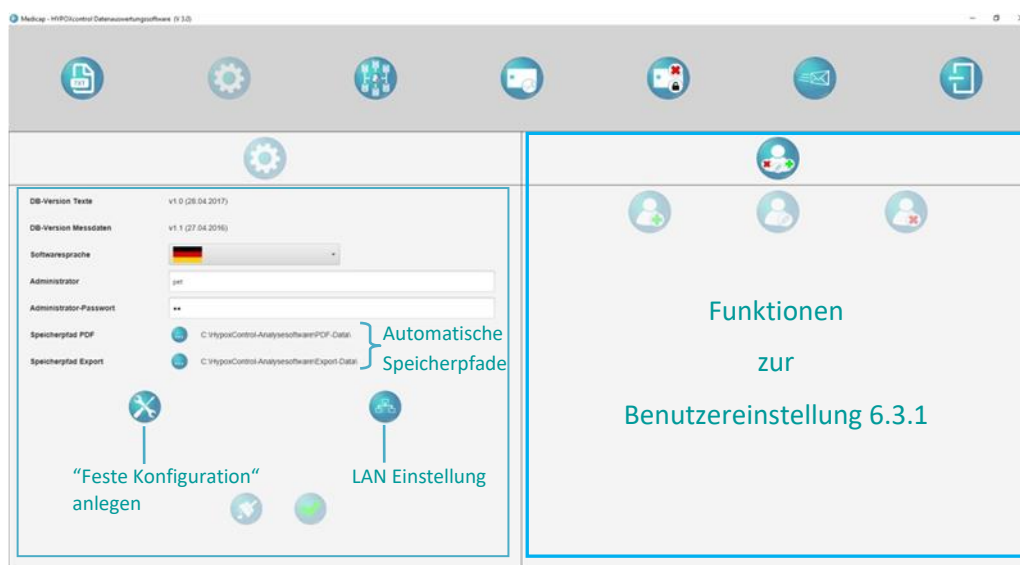 Medicap - HYPOXcontrol Datenauswertungssoftware (V 3.0)
TXT
DB-Version Texte v1.0 (28.04.2017)
DB-Version Messdaten v1.1 (27.04.2016)
Softwaresprache
Administrator pet
Administrator-Passwort
Speicherpfad PDF C:\HypoxControl-Analysesoftware\PDF-Data\
Speicherpfad Export C:\HypoxControl-Analysesoftware\Export-Data\
Automatische
Speicherpfade
“Feste Konfiguration“
anlegen
LAN Einstellung
Funktionen
zur
Benutzereinstellung 6.3.1